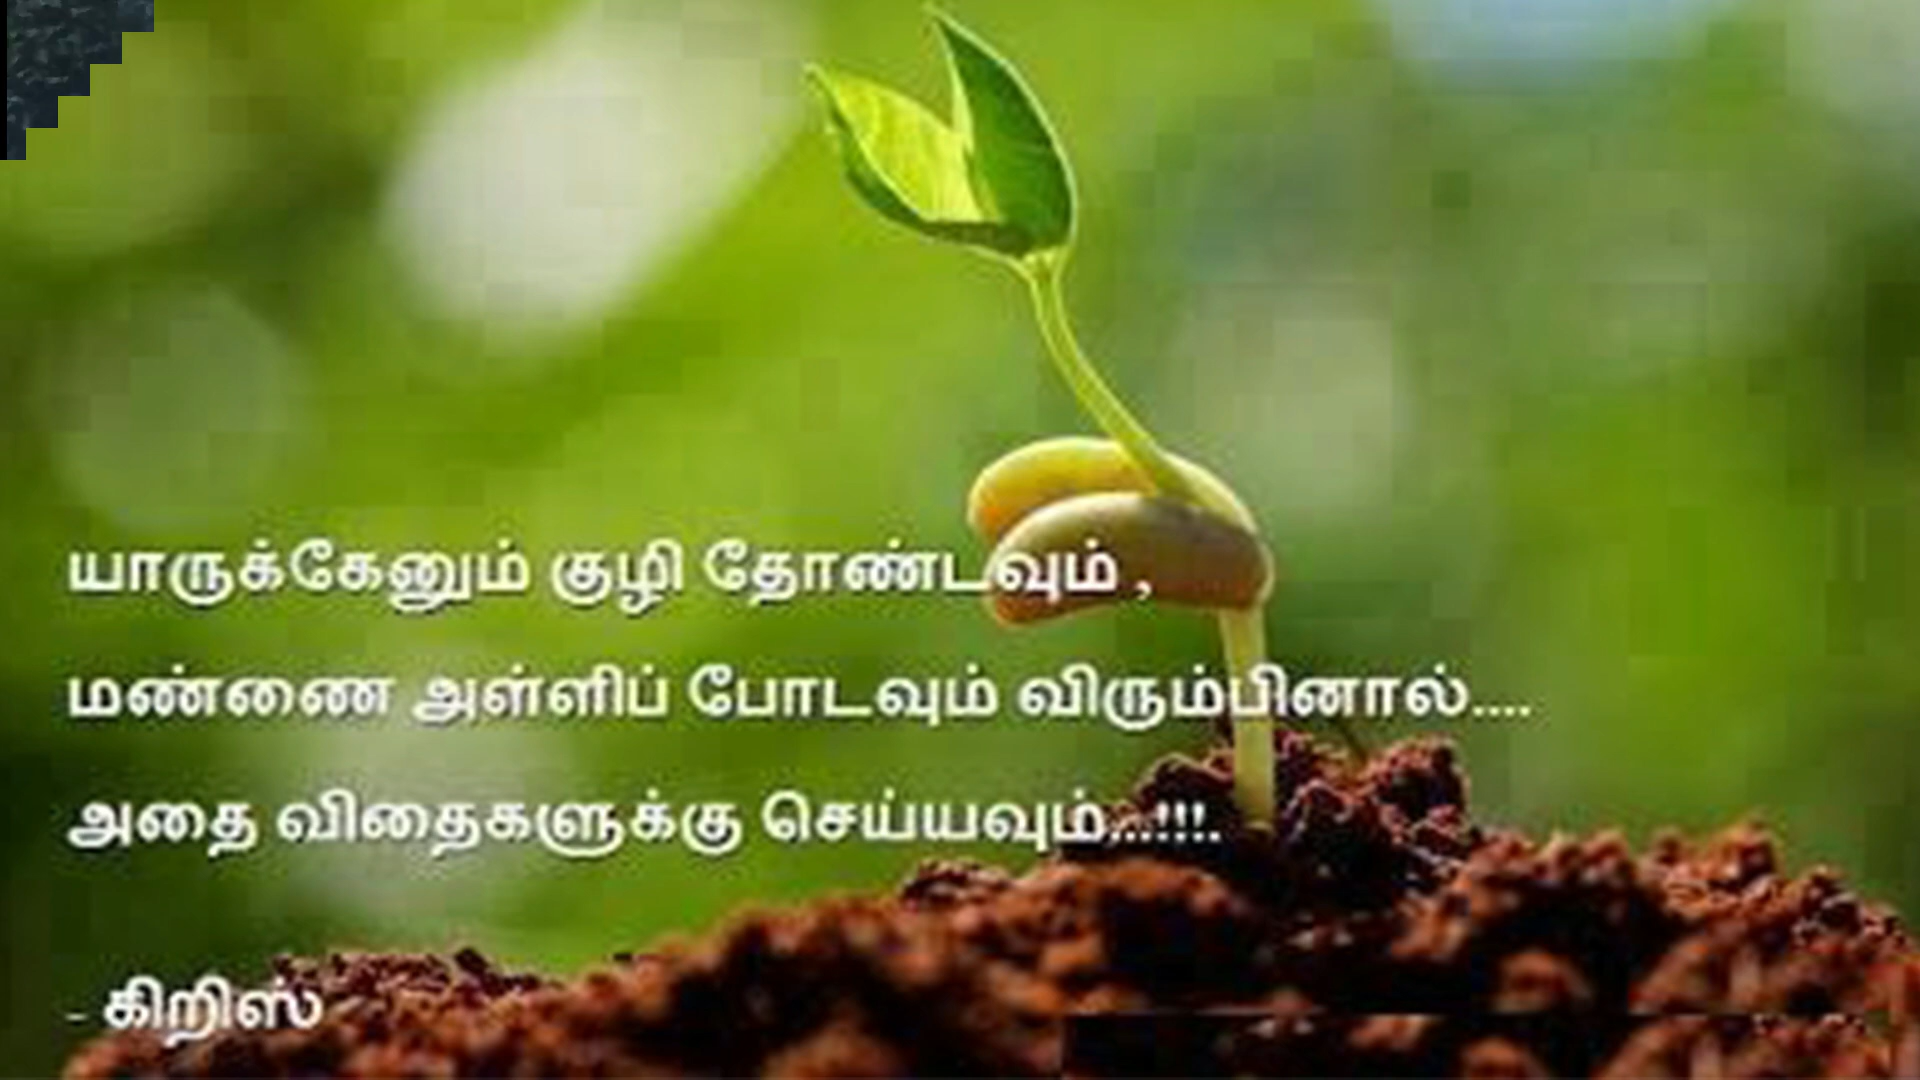 யாருக்கேனும் குழி தோண்டவும் ,
மண்ணை அள்ளிப் போடவும் விரும்பினால்....
அதை விதைகளுக்கு செய்யவும்...!!!.
- கிறிஸ்